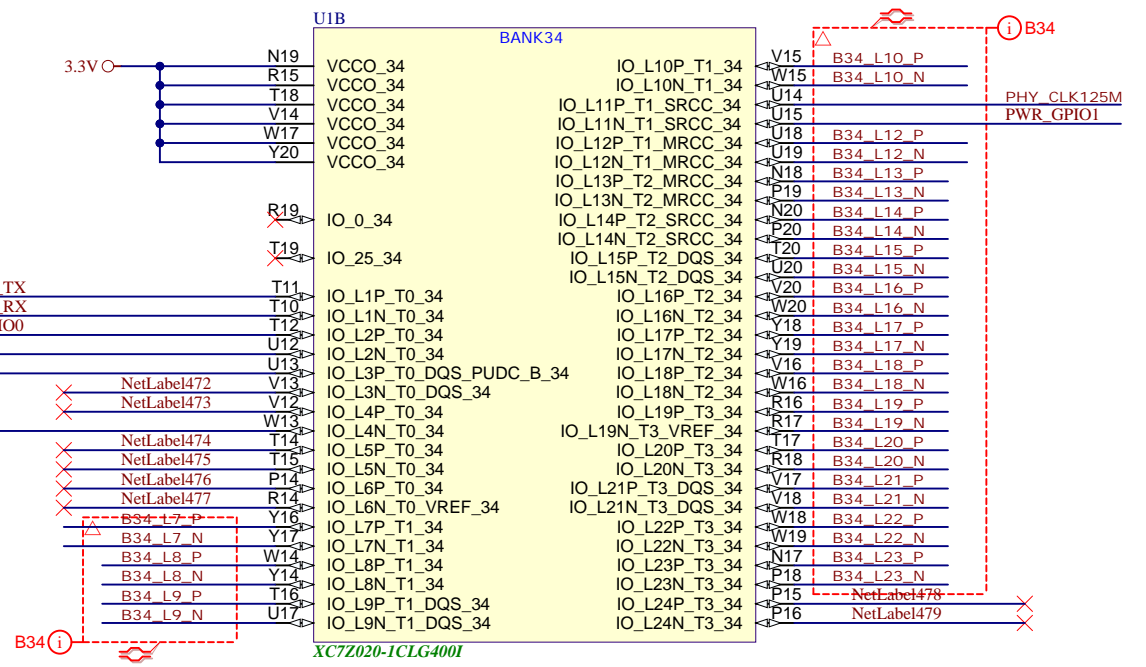 U1B
BANK34
3.3V
N19 VCCO_34
R15 VCCO_34
T18 VCCO_34
V14 VCCO_34
W17 VCCO_34
Y20 VCCO_34
R19 IO_0_34
T19 IO_25_34
_TX T11 IO_L1P_T0_34
_RX T10 IO_L1N_T0_34
IO0 T12 IO_L2P_T0_34
U12 IO_L2N_T0_34
U13 IO_L3P_T0_DQS_PUDC_B_34
NetLabel472 V13 IO_L3N_T0_DQS_34
NetLabel473 V12 IO_L4P_T0_34
W13 IO_L4N_T0_34
NetLabel474 T14 IO_L5P_T0_34
NetLabel475 T15 IO_L5N_T0_34
NetLabel476 P14 IO_L6P_T0_34
NetLabel477 R14 IO_L6N_T0_VREF_34
B34_L7_P Y16 IO_L7P_T1_34
B34_L7_N Y17 IO_L7N_T1_34
B34_L8_P W14 IO_L8P_T1_34
B34_L8_N Y14 IO_L8N_T1_34
B34_L9_P T16 IO_L9P_T1_DQS_34
B34_L9_N U17 IO_L9N_T1_DQS_34
B34 i
i B34
IO_L10P_T1_34 V15 B34_L10_P
IO_L10N_T1_34 W15 B34_L10_N
IO_L11P_T1_SRCC_34 U14 PHY_CLK125M
IO_L11N_T1_SRCC_34 U15 PWR_GPIO1
IO_L12P_T1_MRCC_34 U18 B34_L12_P
IO_L12N_T1_MRCC_34 U19 B34_L12_N
IO_L13P_T2_MRCC_34 N18 B34_L13_P
IO_L13N_T2_MRCC_34 P19 B34_L13_N
IO_L14P_T2_SRCC_34 N20 B34_L14_P
IO_L14N_T2_SRCC_34 P20 B34_L14_N
IO_L15P_T2_DQS_34 T20 B34_L15_P
IO_L15N_T2_DQS_34 U20 B34_L15_N
IO_L16P_T2_34 V20 B34_L16_P
IO_L16N_T2_34 W20 B34_L16_N
IO_L17P_T2_34 Y18 B34_L17_P
IO_L17N_T2_34 Y19 B34_L17_N
IO_L18P_T2_34 V16 B34_L18_P
IO_L18N_T2_34 W16 B34_L18_N
IO_L19P_T3_34 R16 B34_L19_P
IO_L19N_T3_VREF_34 R17 B34_L19_N
IO_L20P_T3_34 T17 B34_L20_P
IO_L20N_T3_34 R18 B34_L20_N
IO_L21P_T3_DQS_34 V17 B34_L21_P
IO_L21N_T3_DQS_34 V18 B34_L21_N
IO_L22P_T3_34 W18 B34_L22_P
IO_L22N_T3_34 W19 B34_L22_N
IO_L23P_T3_34 N17 B34_L23_P
IO_L23N_T3_34 P18 B34_L23_N
IO_L24P_T3_34 P15 NetLabel478
IO_L24N_T3_34 P16 NetLabel479
XC7Z020-1CLG400I